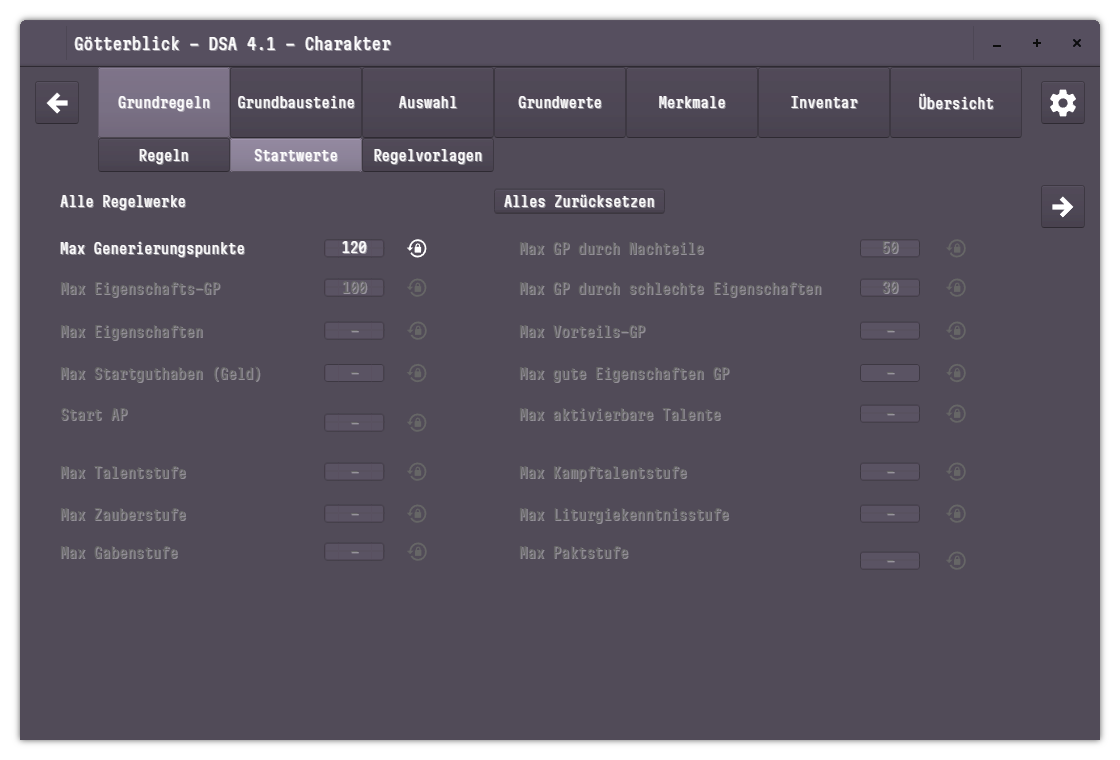 Götterblick – DSA 4.1 – Charakter
Grundregeln Grundbausteine Auswahl Grundwerte Merkmale Inventar Übersicht
Regeln Startwerte Regelvorlagen
Alle Regelwerke Alles Zurücksetzen
Max Generierungspunkte 120 Max GP durch Nachteile 50
Max Eigenschafts-GP 100 Max GP durch schlechte Eigenschaften 30
Max Eigenschaften – Max Vorteils-GP –
Max Startguthaben (Geld) – Max gute Eigenschaften GP –
Start AP – Max aktivierbare Talente –
Max Talentstufe – Max Kampftalentstufe –
Max Zauberstufe – Max Liturgiekenntnisstufe –
Max Gabenstufe – Max Paktstufe –